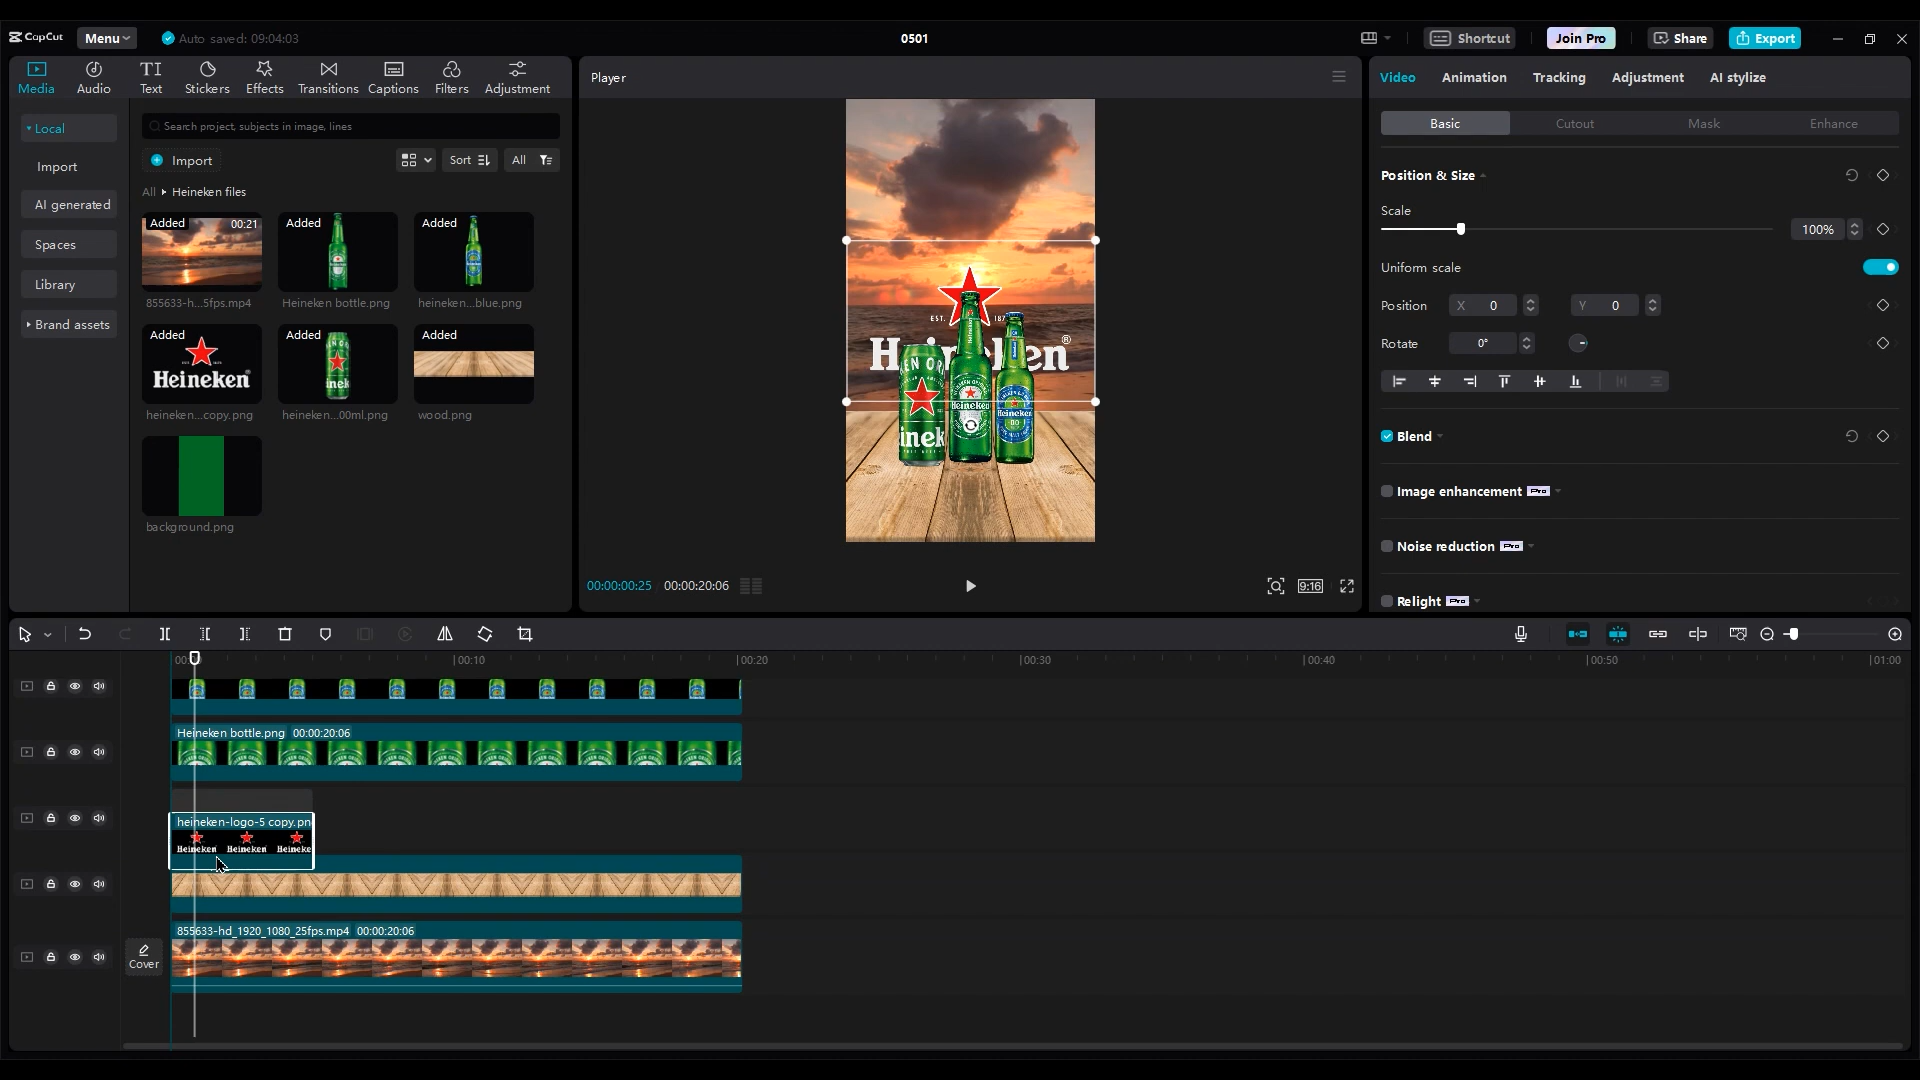 CapCut
Menu
Auto saved: 09:04:03
0501
Shortcut
Join Pro
Share
Export
Media
Audio
Text
Stickers
Effects
Transitions
Captions
Filters
Adjustment
Local
Import
AI generated
Spaces
Library
Brand assets
Search project, subjects in image, lines
Import
Sort
All
All
Heineken files
Added
00:21
855633-h...5fps.mp4
Added
Heineken bottle.png
Added
heineken...blue.png
Added
Heineken
heineken...copy.png
Added
heineken...00ml.png
Added
wood.png
background.png
Player
EST.
187
®
00:00:00:25
00:00:20:06
9:16
Video
Animation
Tracking
Adjustment
AI stylize
Basic
Cutout
Mask
Enhance
Position & Size
Scale
100%
Uniform scale
Position
X
0
Y
0
Rotate
0°
Blend
Image enhancement
Pro
Noise reduction
Pro
Relight
Pro
00:10
00:20
00:30
00:40
00:50
01:00
Heineken bottle.png 00:00:20:06
heineken-logo-5 copy.pn
Heineken
Heineken
Heineke
Cover
855633-hd_1920_1080_25fps.mp4 00:00:20:06